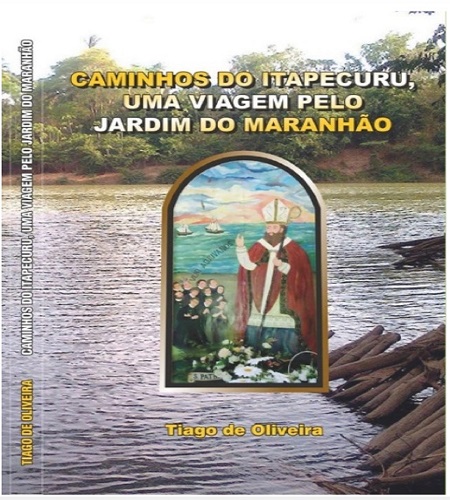 CAMINHOS DO ITAPECURU,
UMA VIAGEM PELO
JARDIM DO MARANHÃO
Tiago de Oliveira
TIAGO DE OLIVEIRA CAMINHOS DO ITAPECURU, UMA VIAGEM PELO JARDIM DO MARANHÃO